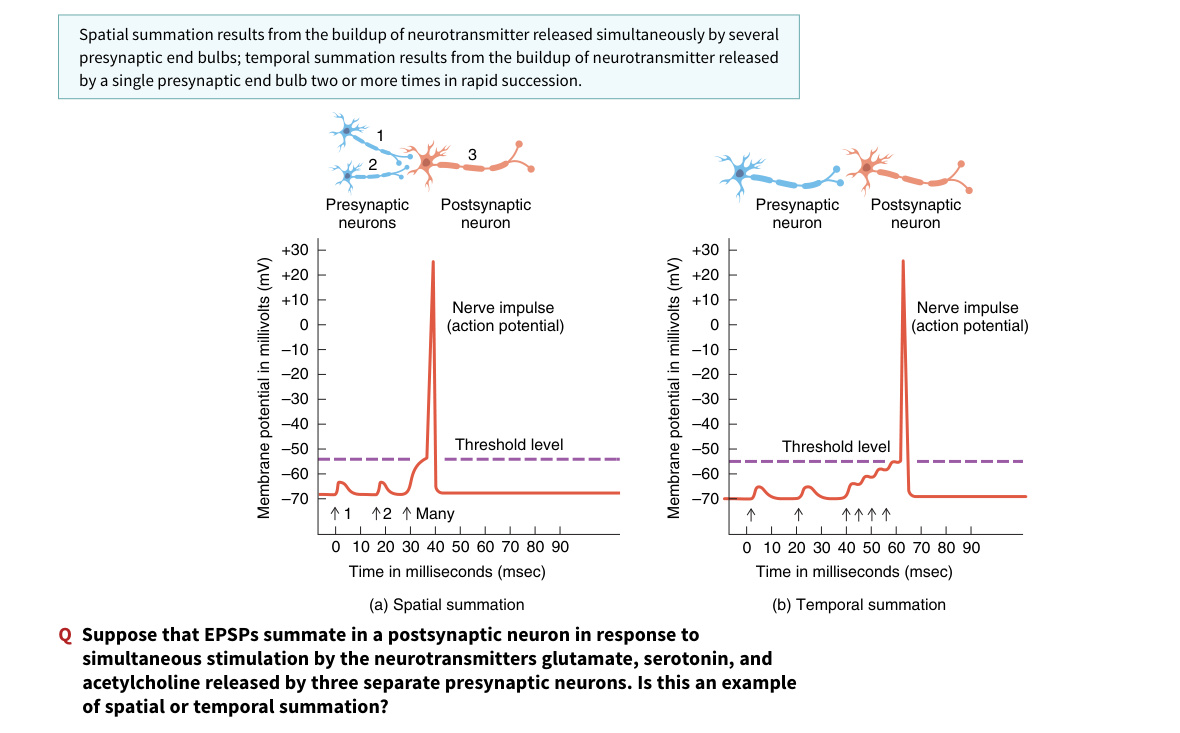 Spatial summation results from the buildup of neurotransmitter released simultaneously by several
presynaptic end bulbs; temporal summation results from the buildup of neurotransmitter released
by a single presynaptic end bulb two or more times in rapid succession.
1
2
3
Presynaptic
neurons
Postsynaptic
neuron
Membrane potential in millivolts (mV)
+30
+20
+10
0
–10
–20
–30
–40
–50
–60
–70
Nerve impulse
(action potential)
Threshold level
1
2
Many
0 10 20 30 40 50 60 70 80 90
Time in milliseconds (msec)
(a) Spatial summation
Presynaptic
neuron
Postsynaptic
neuron
Membrane potential in millivolts (mV)
+30
+20
+10
0
–10
–20
–30
–40
–50
–60
–70
Nerve impulse
(action potential)
Threshold level
0 10 20 30 40 50 60 70 80 90
Time in milliseconds (msec)
(b) Temporal summation
Q Suppose that EPSPs summate in a postsynaptic neuron in response to
simultaneous stimulation by the neurotransmitters glutamate, serotonin, and
acetylcholine released by three separate presynaptic neurons. Is this an example
of spatial or temporal summation?